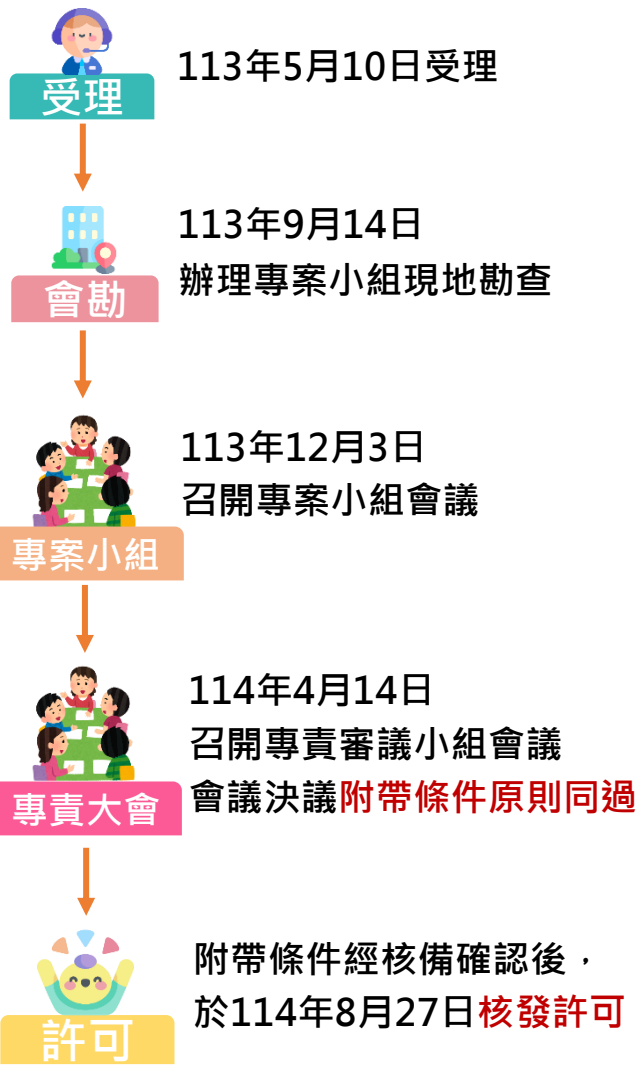 113年5月10日受理
受理
113年9月14日
辦理專案小組現地勘查
會勘
113年12月3日
召開專案小組會議
專案小組
114年4月14日
召開專責審議小組會議
會議決議附帶條件原則同過
專責大會
附帶條件經核備確認後，
於114年8月27日核發許可
許可